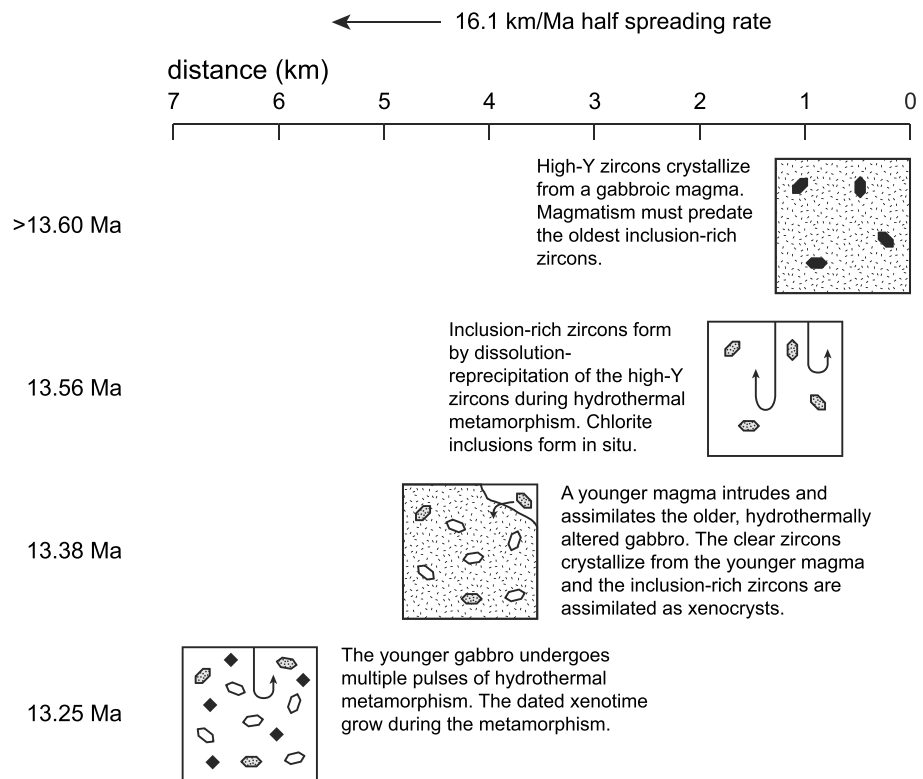 16.1 km/Ma half spreading rate
distance (km)
7 6 5 4 3 2 1 0
>13.60 Ma
High-Y zircons crystallize
from a gabbroic magma.
Magmatism must predate
the oldest inclusion-rich
zircons.
13.56 Ma
Inclusion-rich zircons form
by dissolution-
reprecipitation of the high-Y
zircons during hydrothermal
metamorphism. Chlorite
inclusions form in situ.
13.38 Ma
A younger magma intrudes and
assimilates the older, hydrothermally
altered gabbro. The clear zircons
crystallize from the younger magma
and the inclusion-rich zircons are
assimilated as xenocrysts.
13.25 Ma
The younger gabbro undergoes
multiple pulses of hydrothermal
metamorphism. The dated xenotime
grow during the metamorphism.